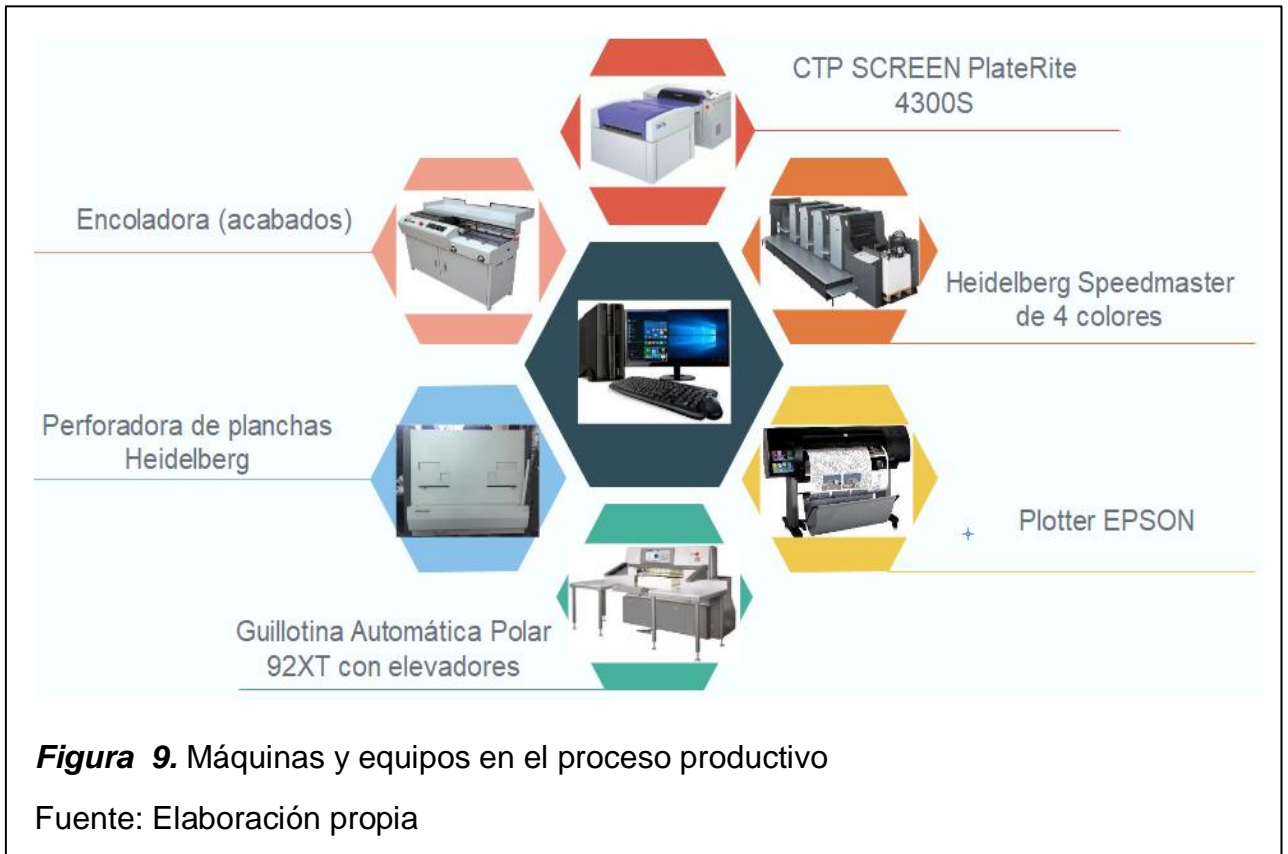 CTP SCREEN PlateRite
4300S
Encoladora (acabados)
Heidelberg Speedmaster
de 4 colores
Perforadora de planchas
Heidelberg
Plotter EPSON
Guillotina Automática Polar
92XT con elevadores
Figura 9. Máquinas y equipos en el proceso productivo
Fuente: Elaboración propia